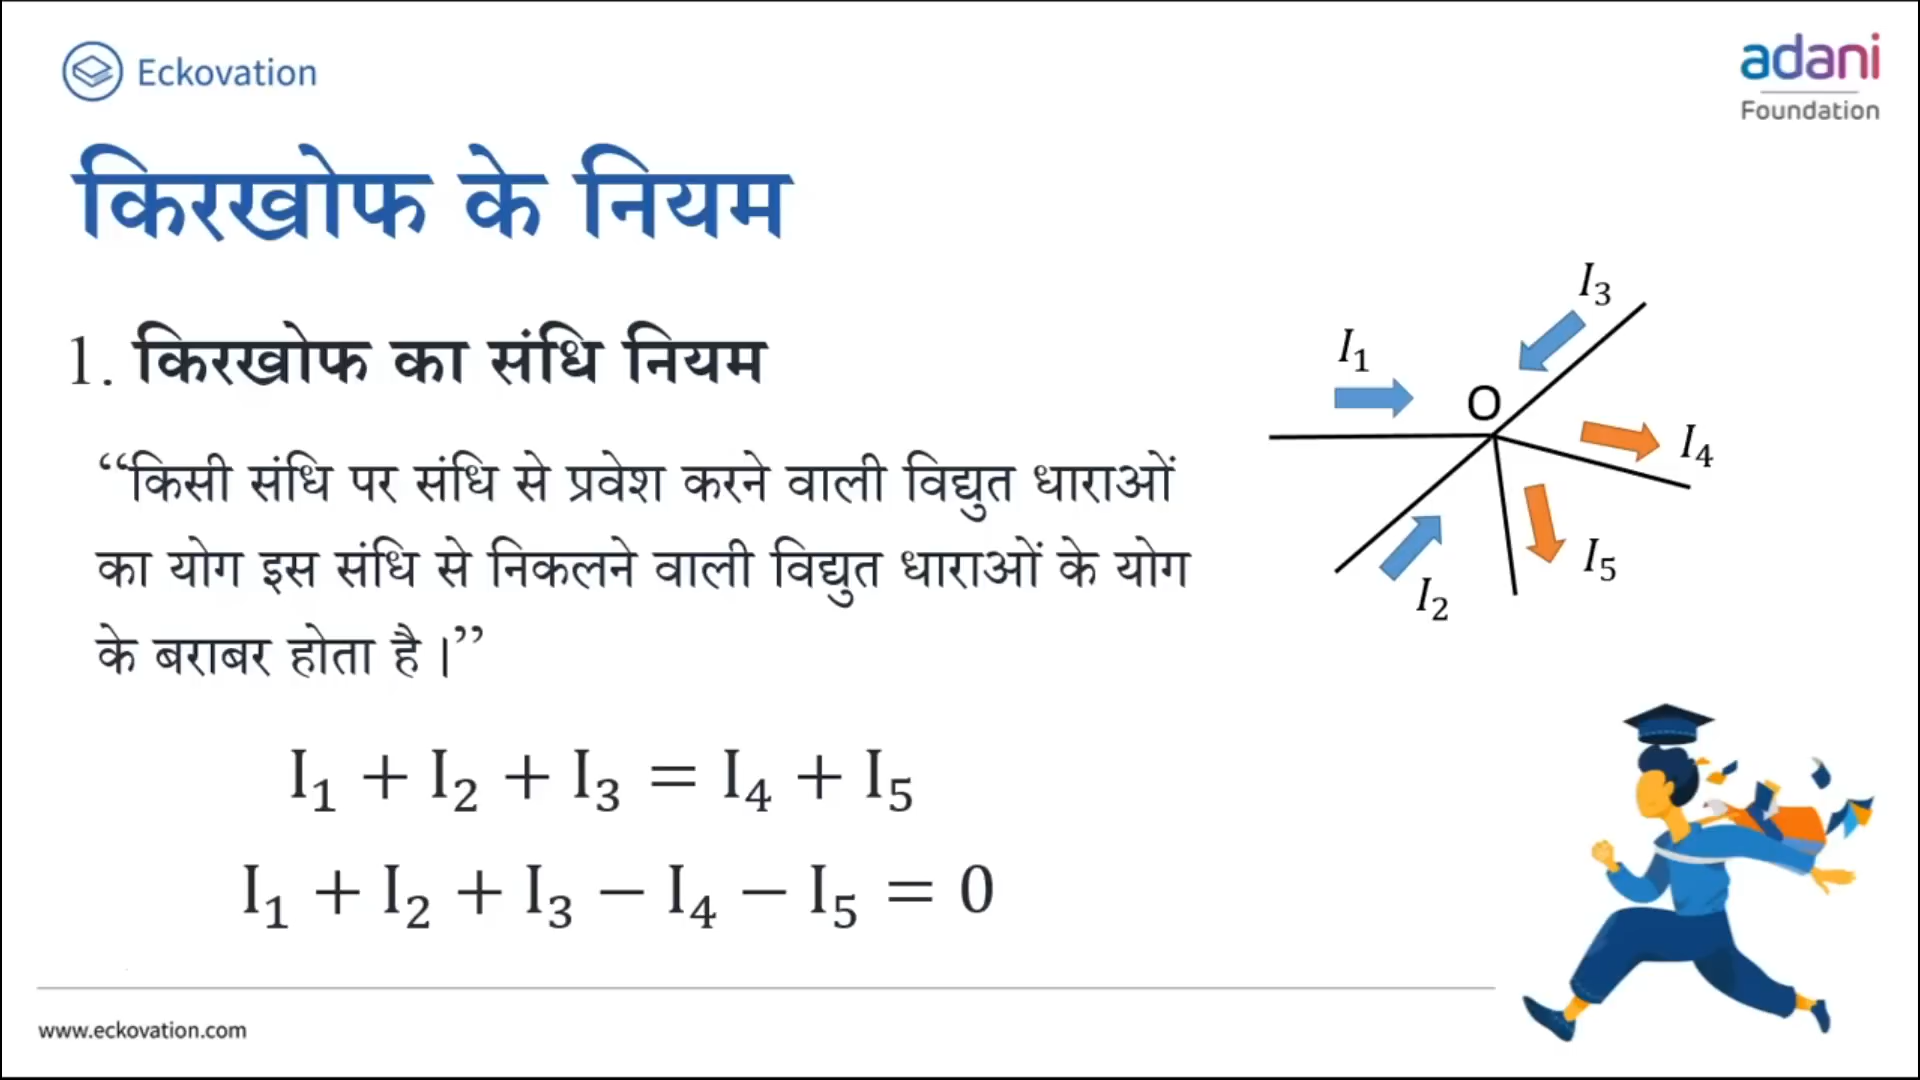 Eckovation
adani
Foundation
किरखोफ के नियम
1. किरखोफ का संधि नियम
“किसी संधि पर संधि से प्रवेश करने वाली विद्युत धाराओं
का योग इस संधि से निकलने वाली विद्युत धाराओं के योग
के बराबर होता है।”
I₁ + I₂ + I₃ = I₄ + I₅
I₁ + I₂ + I₃ − I₄ − I₅ = 0
I₃
I₁
O
I₄
I₅
I₂
www.eckovation.com